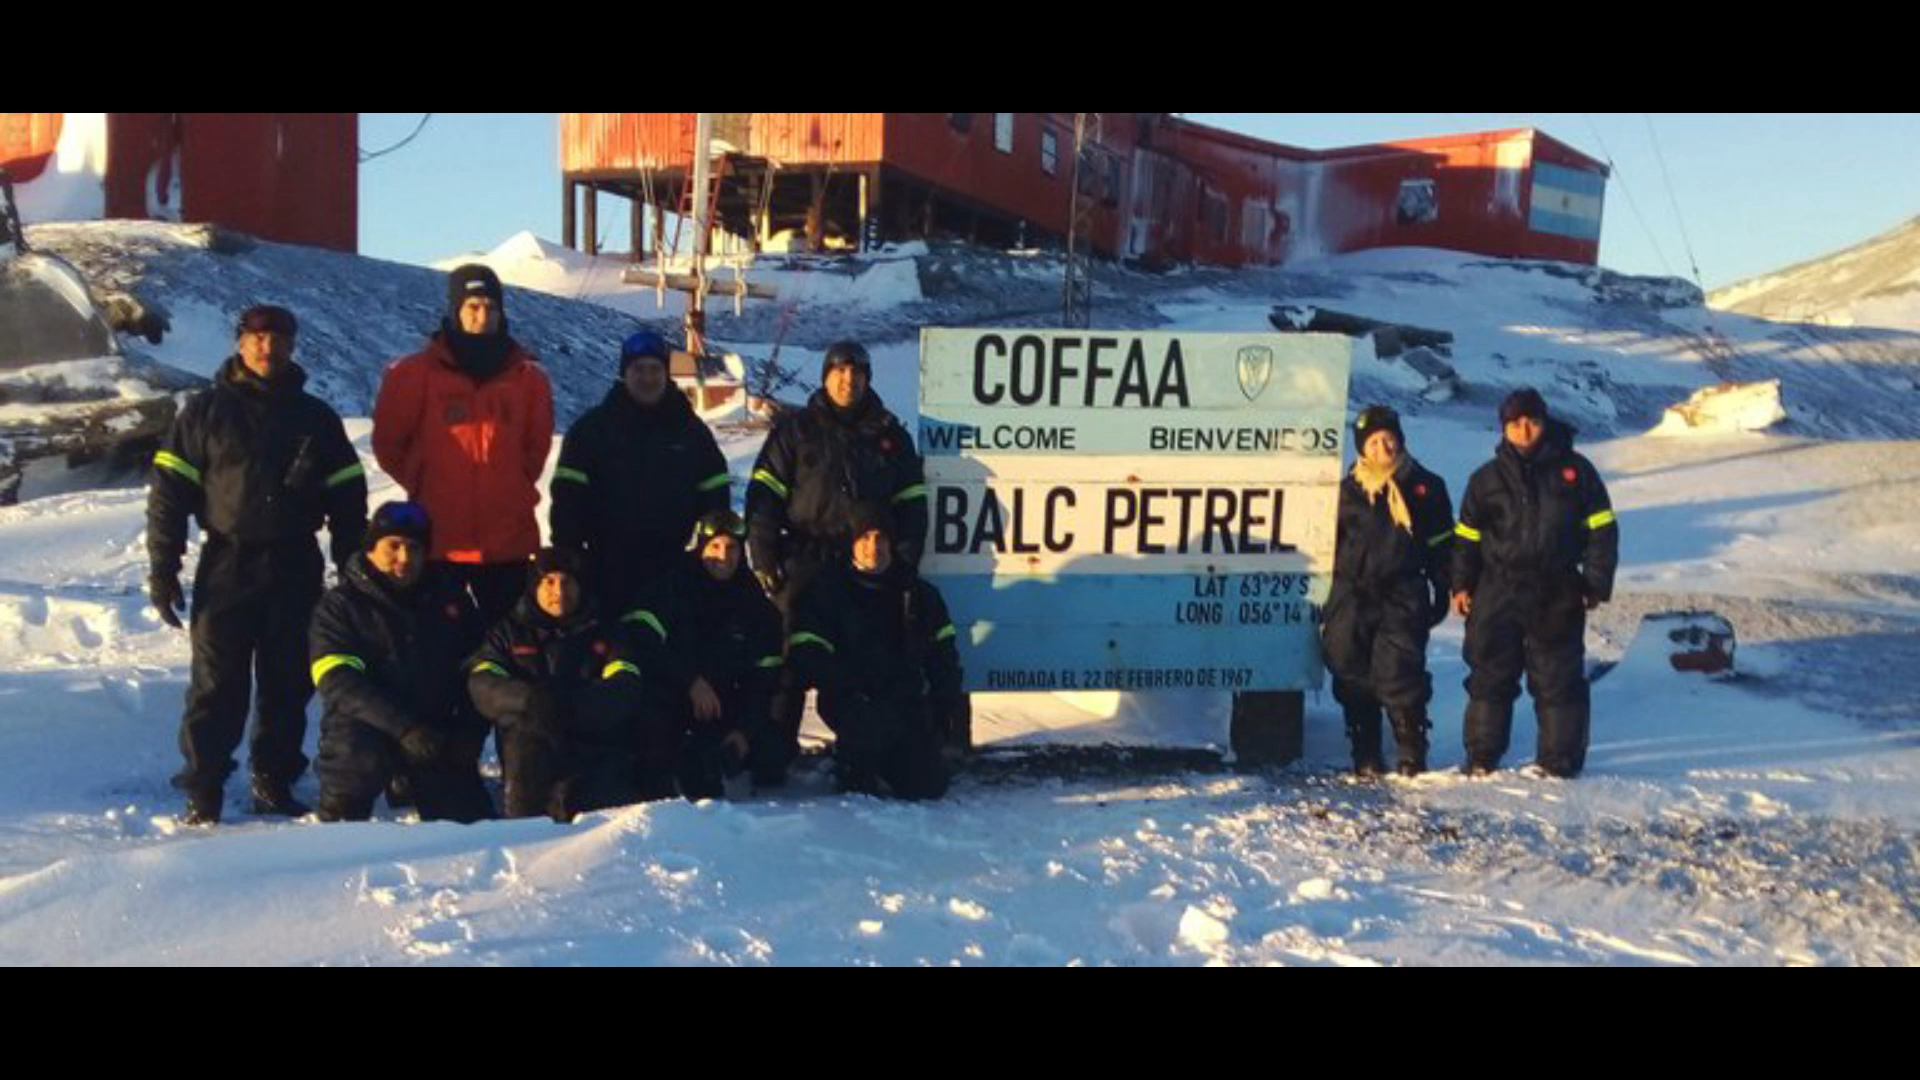 COFFAA
WELCOME BIENVENIDOS
BALC PETREL
LAT 63°29'S
LONG 056°14'W
FUNDADA EL 22 DE FEBRERO DE 1967